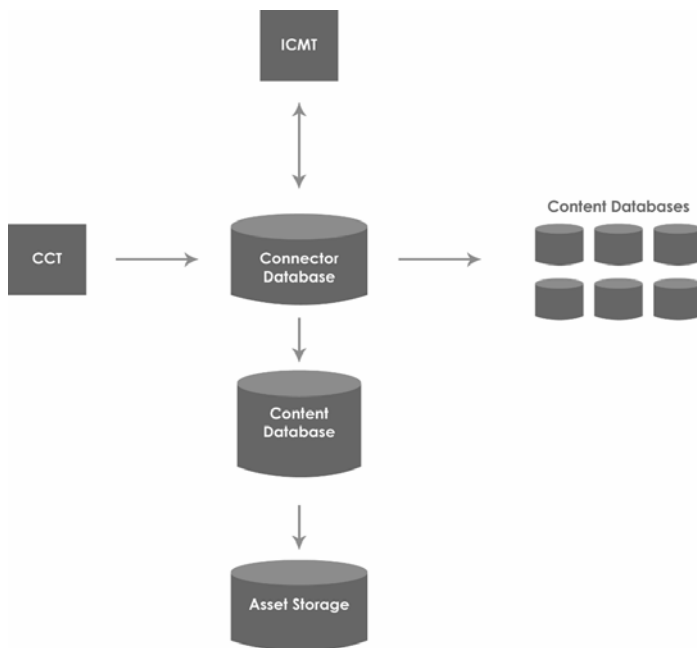 ICMT
Content Databases
CCT
Connector
Database
Content
Database
Asset Storage